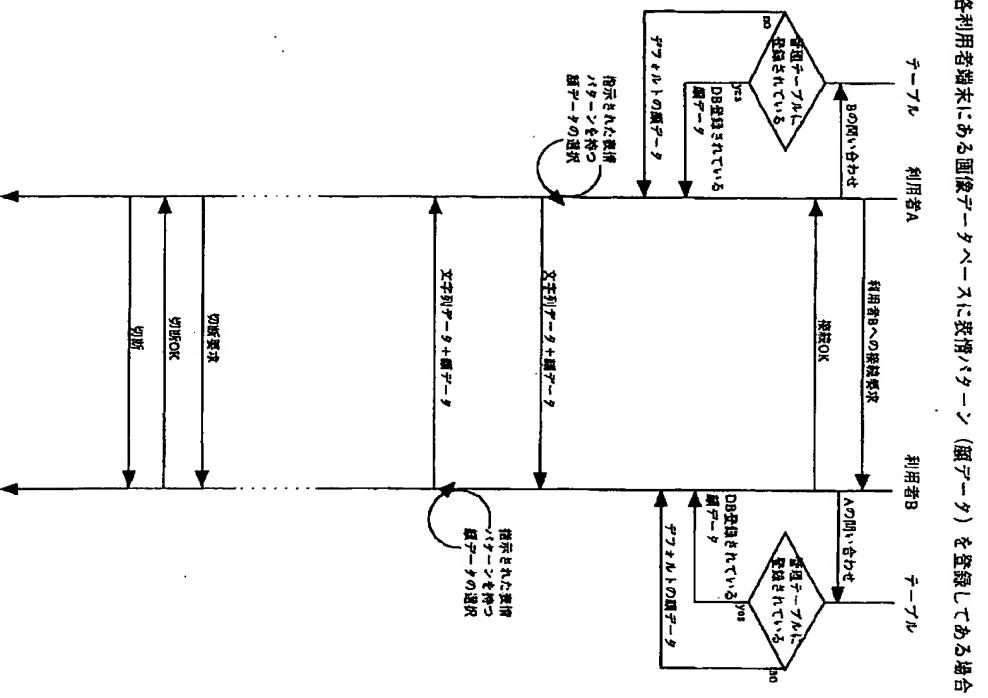 各利用者端末にある画像データベースに表情パターン（顔データ）を登録してある場合
テーブル
利用者A
利用者B
テーブル
利用者Bへの接続要求
Bの問い合わせ
Aの問い合わせ
接続OK
管理テーブルに
登録されている
yes
no
DB登録されている
顔データ
デフォルトの顔データ
管理テーブルに
登録されている
yes
no
DB登録されている
顔データ
デフォルトの顔データ
指示された表情
パターンを持つ
顔データの選択
文字列データ+顔データ
指示された表情
パターンを持つ
顔データの選択
文字列データ+顔データ
切断要求
切断OK
切断